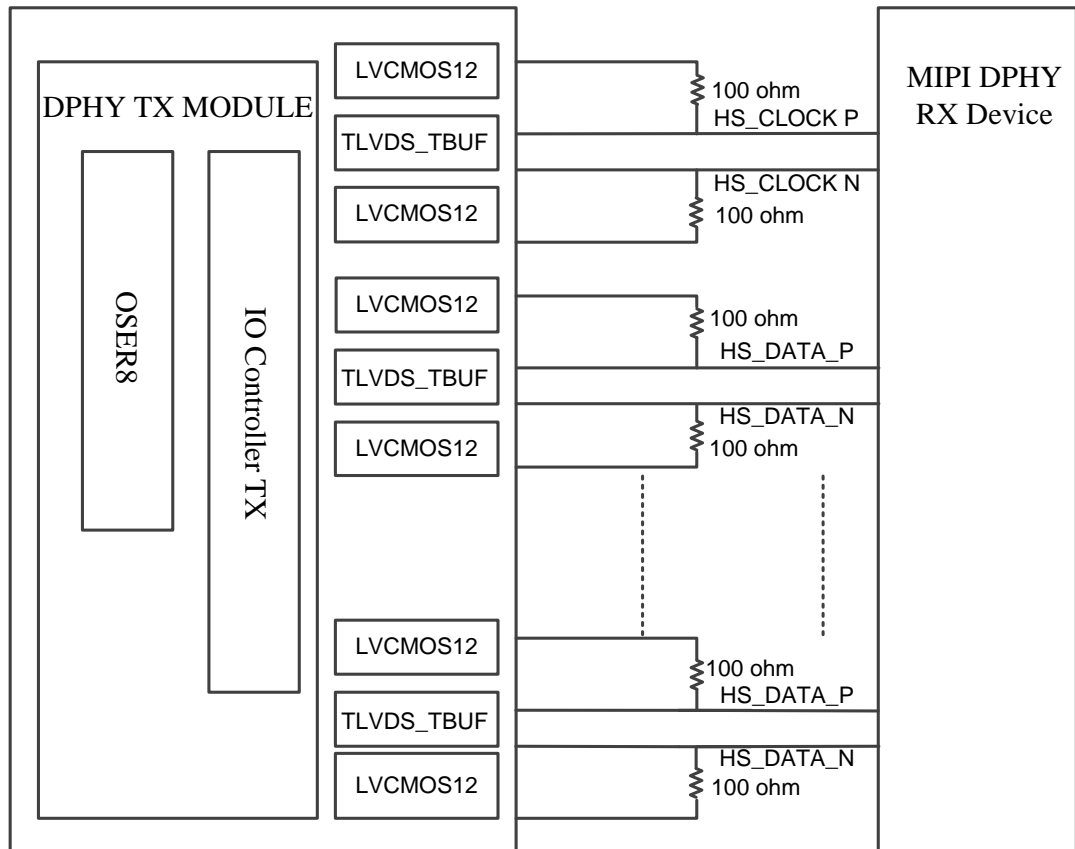 DPHY TX MODULE
OSER8
IO Controller TX
LVCMOS12
TLVDS_TBUF
LVCMOS12
LVCMOS12
TLVDS_TBUF
LVCMOS12
LVCMOS12
TLVDS_TBUF
LVCMOS12
100 ohm
HS_CLOCK P
HS_CLOCK N
100 ohm
100 ohm
HS_DATA_P
HS_DATA_N
100 ohm
100 ohm
HS_DATA_P
HS_DATA_N
100 ohm
MIPI DPHY
RX Device